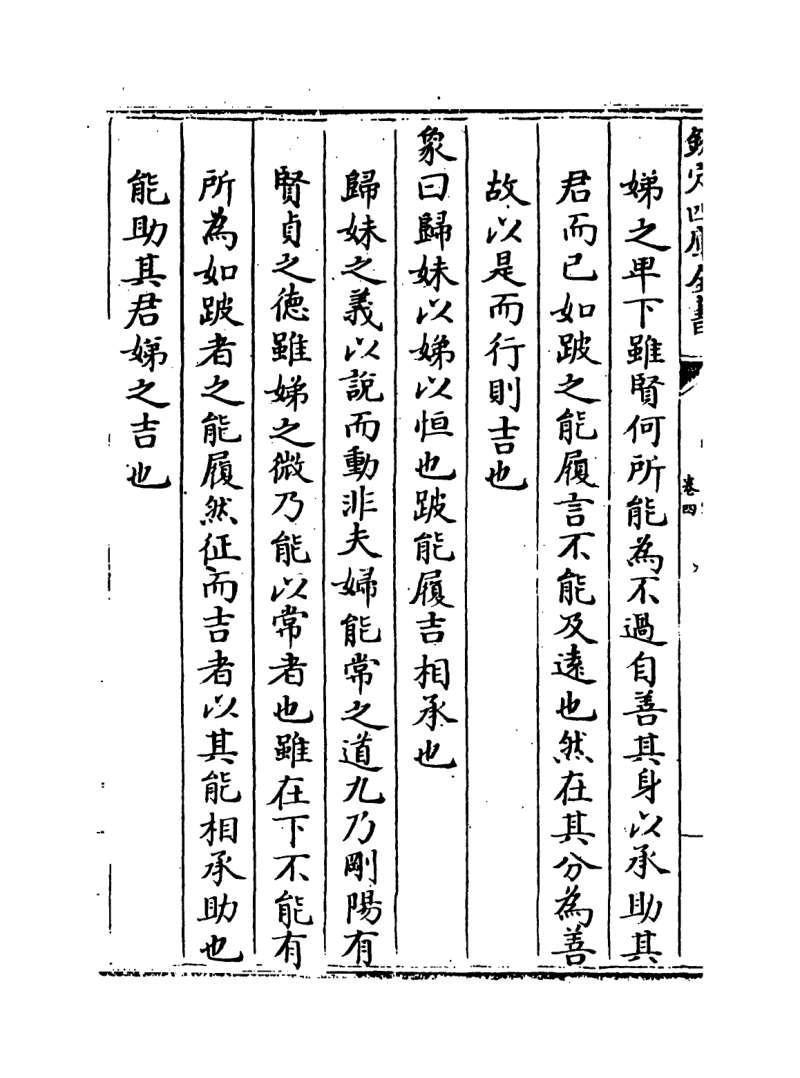 欽定四庫全書
卷四
娣之卑下雖賢何所能為不過自善其身以承助其
君而已如跛之能履言不能及遠也然在其分為善
故以是而行則吉也
象曰歸妹以娣以恒也跛能履吉相承也
歸妹之義以說而動非夫婦能常之道九乃剛陽有
賢貞之徳雖娣之微乃能以常者也雖在下不能有
所為如跛者之能履然征而吉者以其能相承助也
能助其君娣之吉也